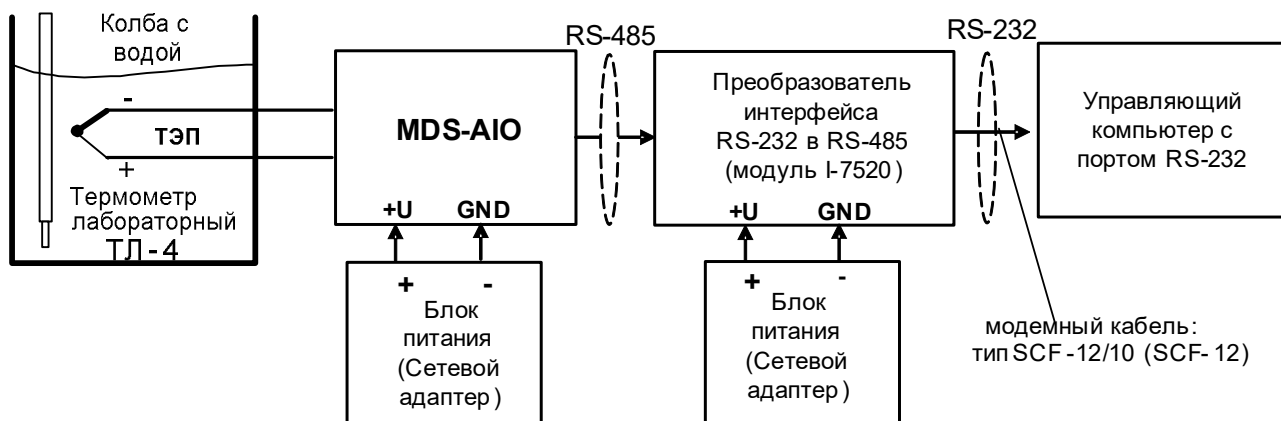 Колба с
водой
-
ТЭП
+
Термометр
лабораторный
ТЛ-4
MDS-AIO
+U GND
+ -
Блок
питания
(Сетевой
адаптер)
RS-485
Преобразователь
интерфейса
RS-232 в RS-485
(модуль I-7520)
+U GND
+ -
Блок
питания
(Сетевой
адаптер)
RS-232
Управляющий
компьютер с
портом RS-232
модемный кабель:
тип SCF-12/10 (SCF-12)